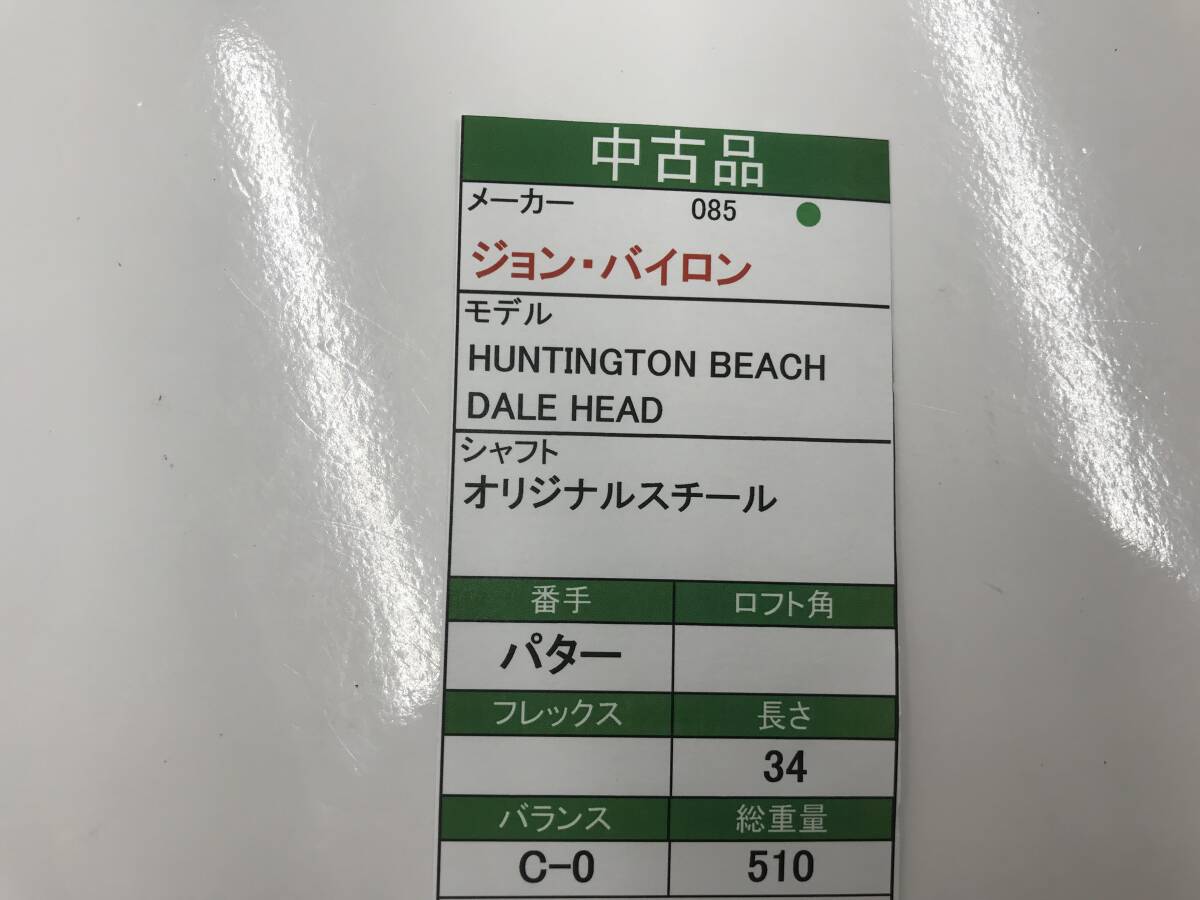 中古品
メーカー 085
ジョン・バイロン
モデル
HUNTINGTON BEACH
DALE HEAD
シャフト
オリジナルスチール
番手 ロフト角
パター
フレックス 長さ
34
バランス 総重量
C-0 510